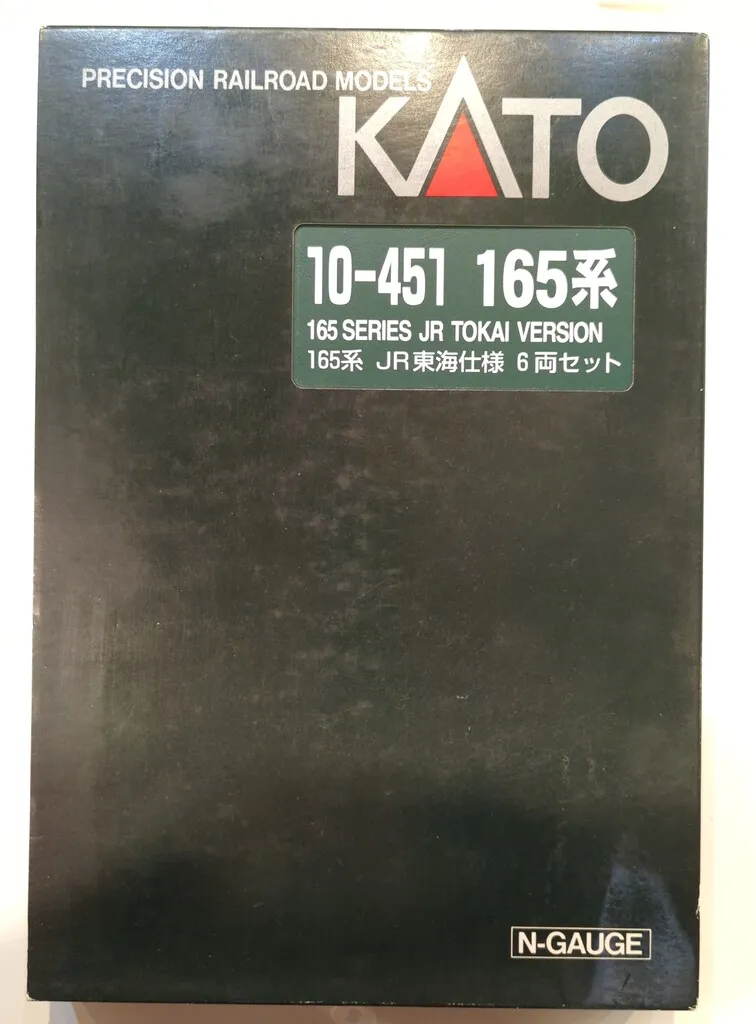 PRECISION RAILROAD MODELS
KATO
10-451 165系
165 SERIES JR TOKAI VERSION
165系 JR東海仕様 6両セット
N-GAUGE